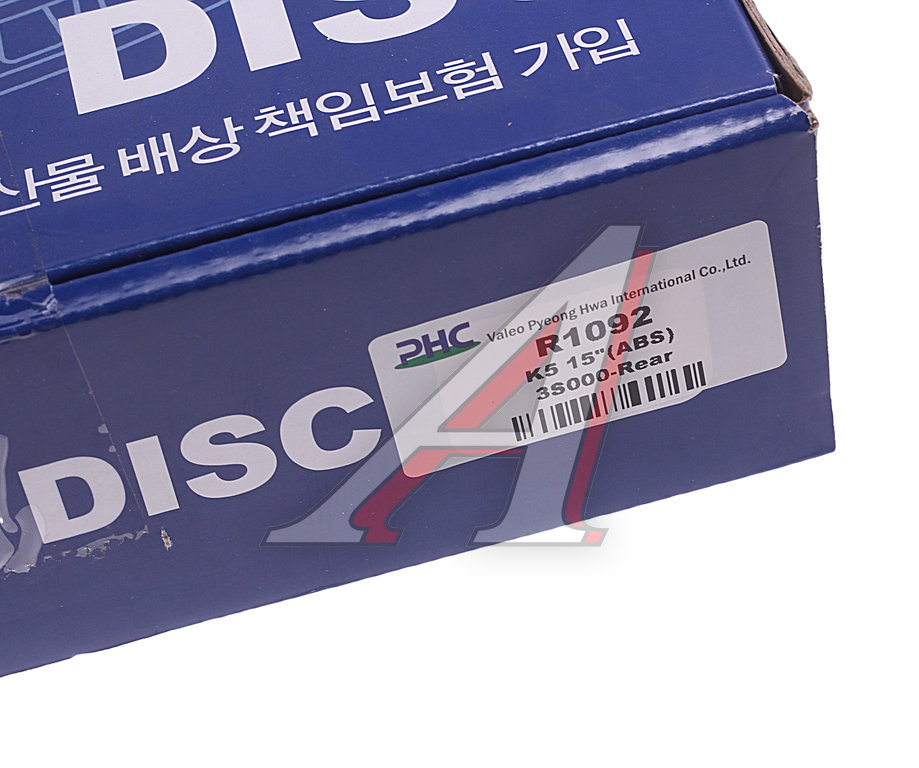 DISC
산물 배상 책임보험 가입
PHC Valeo Pyeong Hwa International Co.,Ltd.
R1092
K5 15"(ABS)
3S000-Rear
DISC